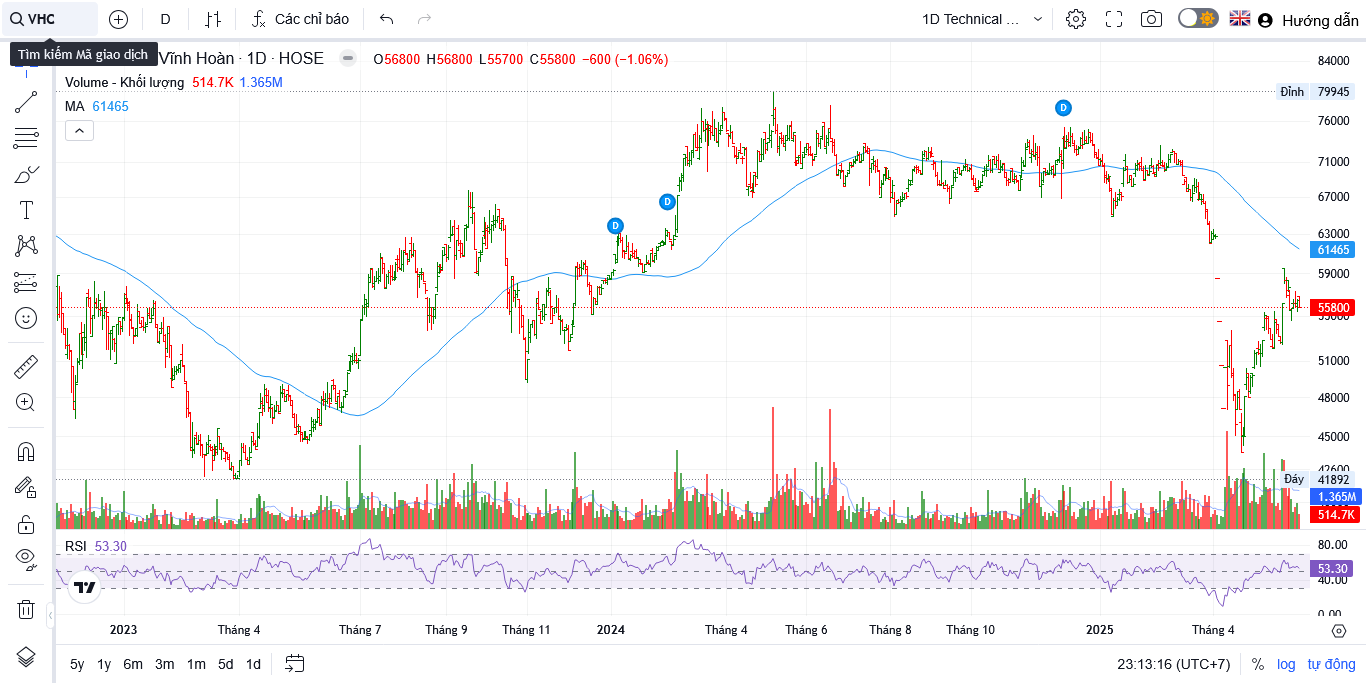 VHC D Các chỉ báo 1D Technical ... Hướng dẫn
Tìm kiếm Mã giao dịch
Vĩnh Hoàn · 1D · HOSE O56800 H56800 L55700 C55800 −600 (−1.06%)
Volume - Khối lượng 514.7K 1.365M
MA 61465
84000
Đỉnh 79945
76000
71000
67000
63000
61465
59000
55800
55000
51000
48000
45000
42600
Đáy 41892
1.365M
514.7K
D
D
D
RSI 53.30
80.00
53.30
40.00
0.00
2023 Tháng 4 Tháng 7 Tháng 9 Tháng 11 2024 Tháng 4 Tháng 6 Tháng 8 Tháng 10 2025 Tháng 4
5y 1y 6m 3m 1m 5d 1d 23:13:16 (UTC+7) % log tự động